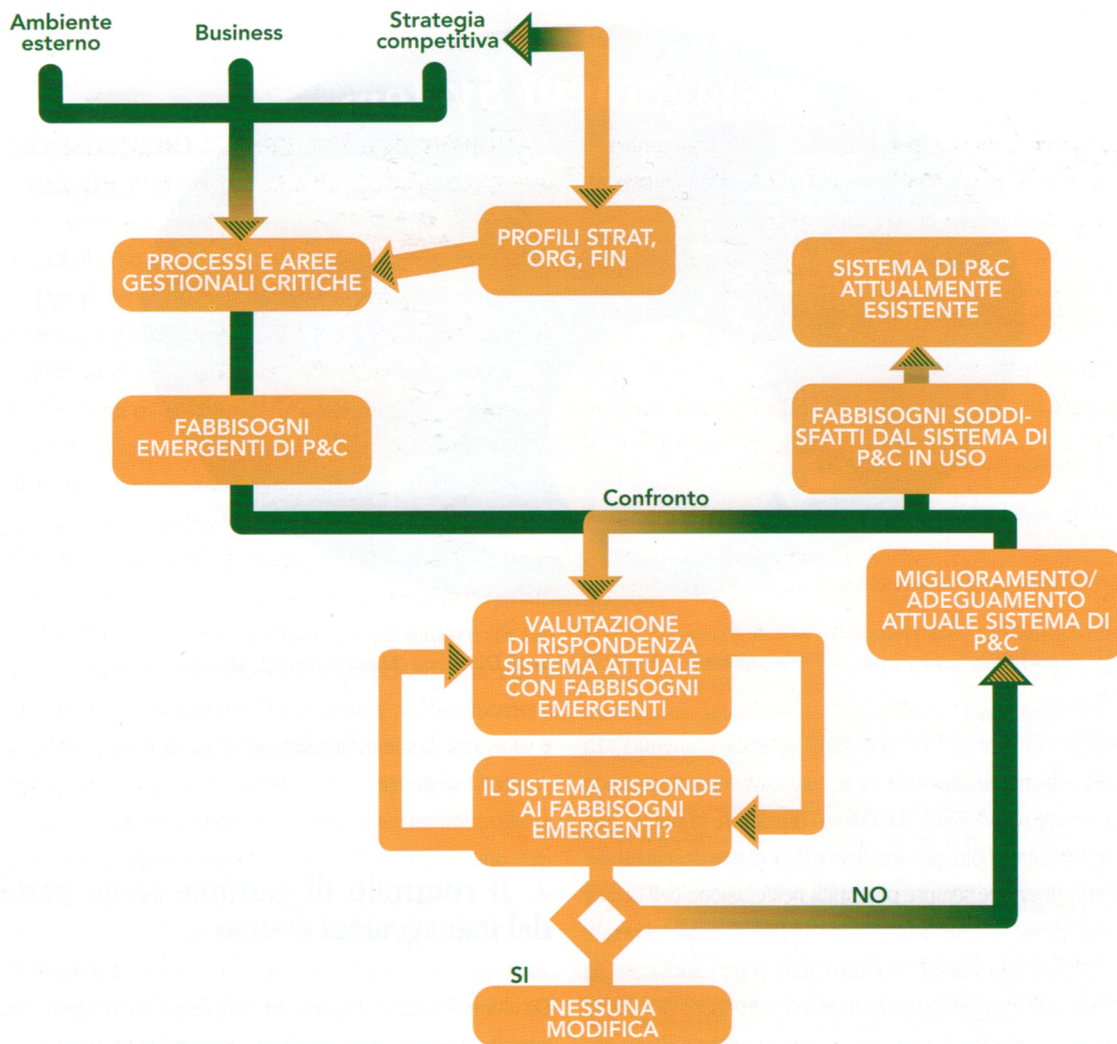 Ambiente
esterno
Business
Strategia
competitiva
PROCESSI E AREE
GESTIONALI CRITICHE
PROFILI STRAT,
ORG, FIN
SISTEMA DI P&C
ATTUALMENTE
ESISTENTE
FABBISOGNI
EMERGENTI DI P&C
FABBISOGNI SODDI-
SFATTI DAL SISTEMA DI
P&C IN USO
Confronto
MIGLIORAMENTO/
ADEGUAMENTO
ATTUALE SISTEMA DI
P&C
VALUTAZIONE
DI RISPONDENZA
SISTEMA ATTUALE
CON FABBISOGNI
EMERGENTI
IL SISTEMA RISPONDE
AI FABBISOGNI
EMERGENTI?
NO
SI
NESSUNA
MODIFICA